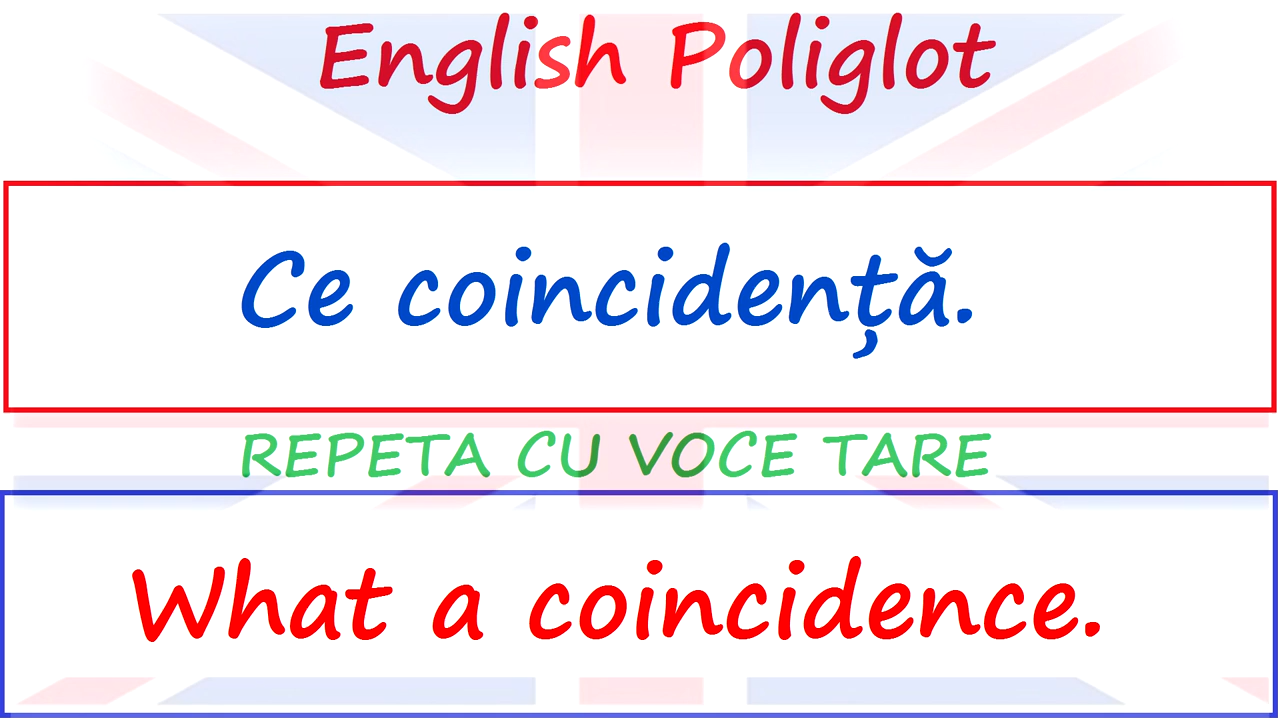 English Poliglot
Ce coincidență.
REPETA CU VOCE TARE
What a coincidence.